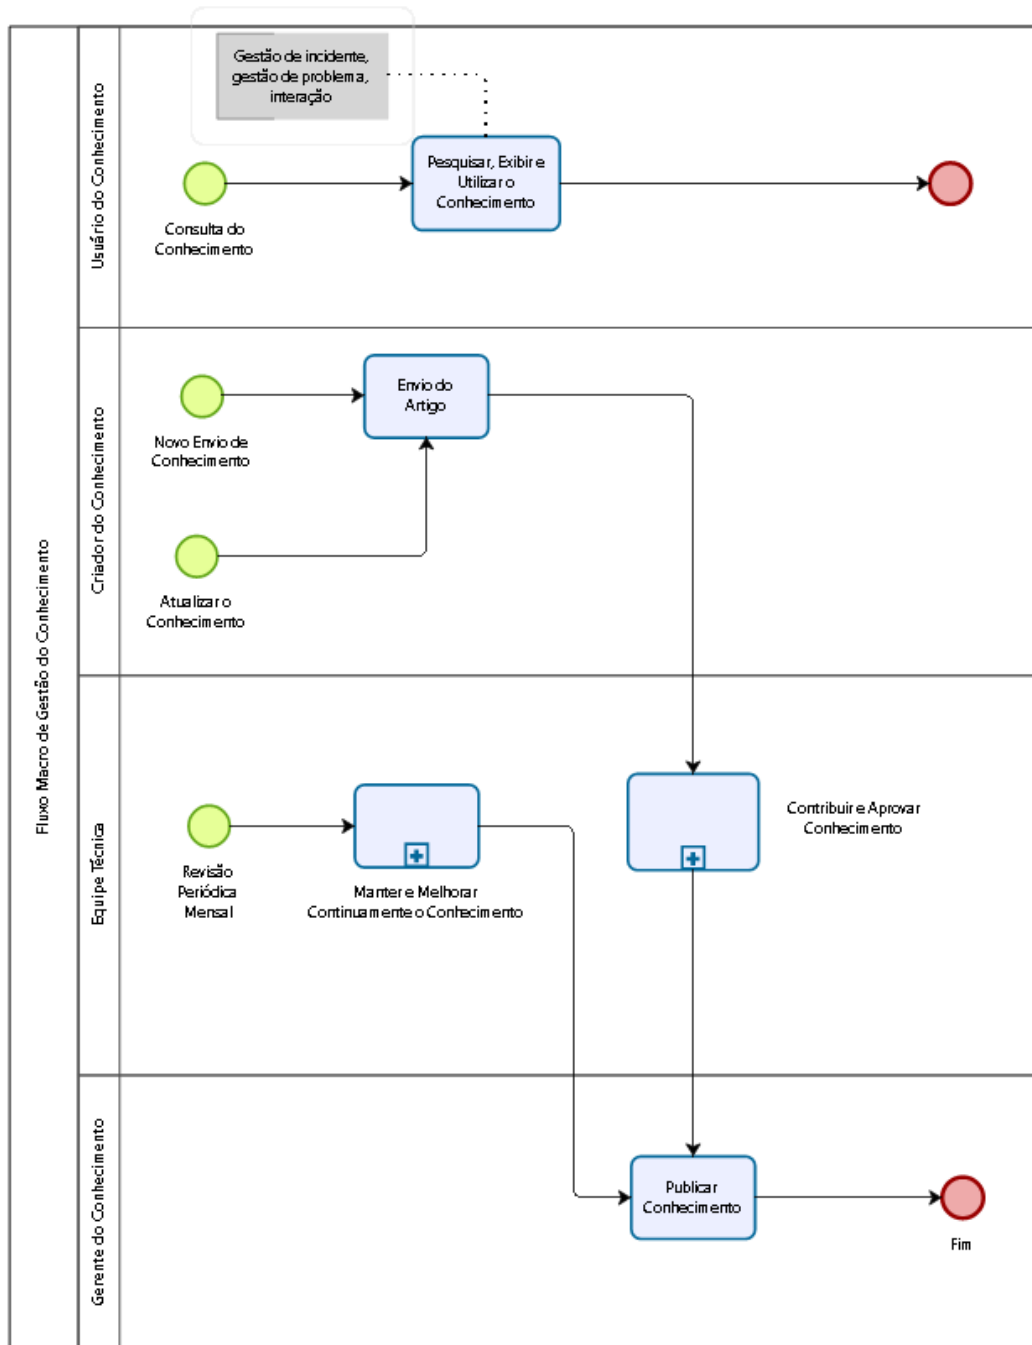 Fluxo Macro de Gestão do Conhecimento
Usuário do Conhecimento
Gestão de incidente,
gestão de problema,
interação
Pesquisar, Exibir e
Utilizar o
Conhecimento
Consulta do
Conhecimento
Criador do Conhecimento
Envio do
Artigo
Novo Envio de
Conhecimento
Atualizar o
Conhecimento
Equipe Técnica
Revisão
Periódica
Mensal
Manter e Melhorar
Continuamente o Conhecimento
Contribuir e Aprovar
Conhecimento
Gerente do Conhecimento
Publicar
Conhecimento
Fim